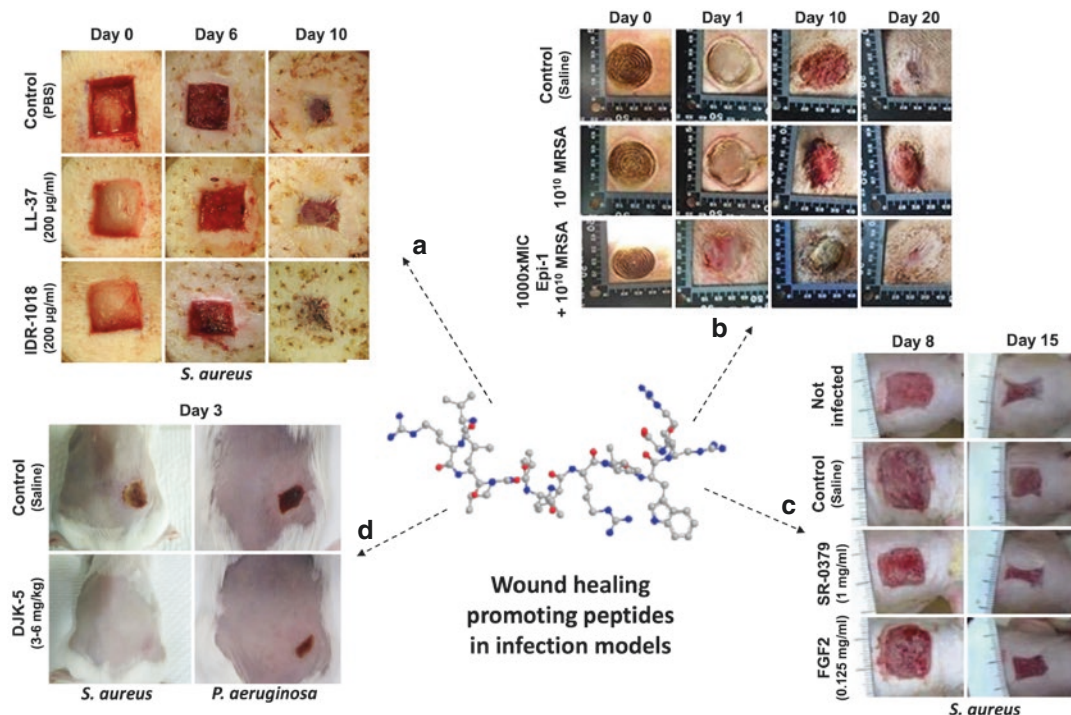 Day 0 Day 6 Day 10
Control
(PBS)
LL-37
(200 µg/ml)
IDR-1018
(200 µg/ml)
S. aureus
a
Day 0 Day 1 Day 10 Day 20
Control
(Saline)
10¹⁰ MRSA
1000xMIC
Epi-1
+ 10¹⁰ MRSA
b
Day 8 Day 15
Not
infected
Control
(Saline)
SR-0379
(1 mg/ml)
FGF2
(0.125 mg/ml)
S. aureus
c
Day 3
Control
(Saline)
DJK-5
(3-6 mg/kg)
S. aureus P. aeruginosa
d
Wound healing
promoting peptides
in infection models